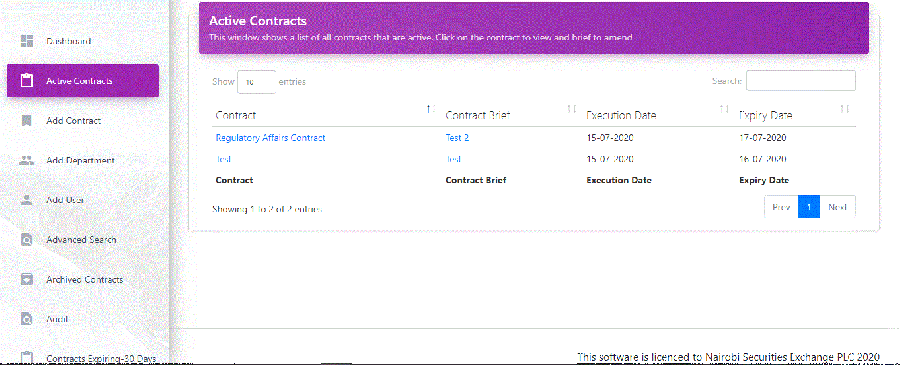 Active Contracts
This window shows a list of all contracts that are active. Click on the contract to view and brief to amend
Dashboard
Active Contracts
Add Contract
Add Department
Add User
Advanced Search
Archived Contracts
Audit
Contracts Expiring-30 Days
Show 10 entries
Search:
Contract Contract Brief Execution Date Expiry Date
Regulatory Affairs Contract Test 2 15-07-2020 17-07-2020
Test Test 15-07-2020 16-07-2020
Contract Contract Brief Execution Date Expiry Date
Showing 1 to 2 of 2 entries
Prev 1 Next
This software is licenced to Nairobi Securities Exchange PLC 2020